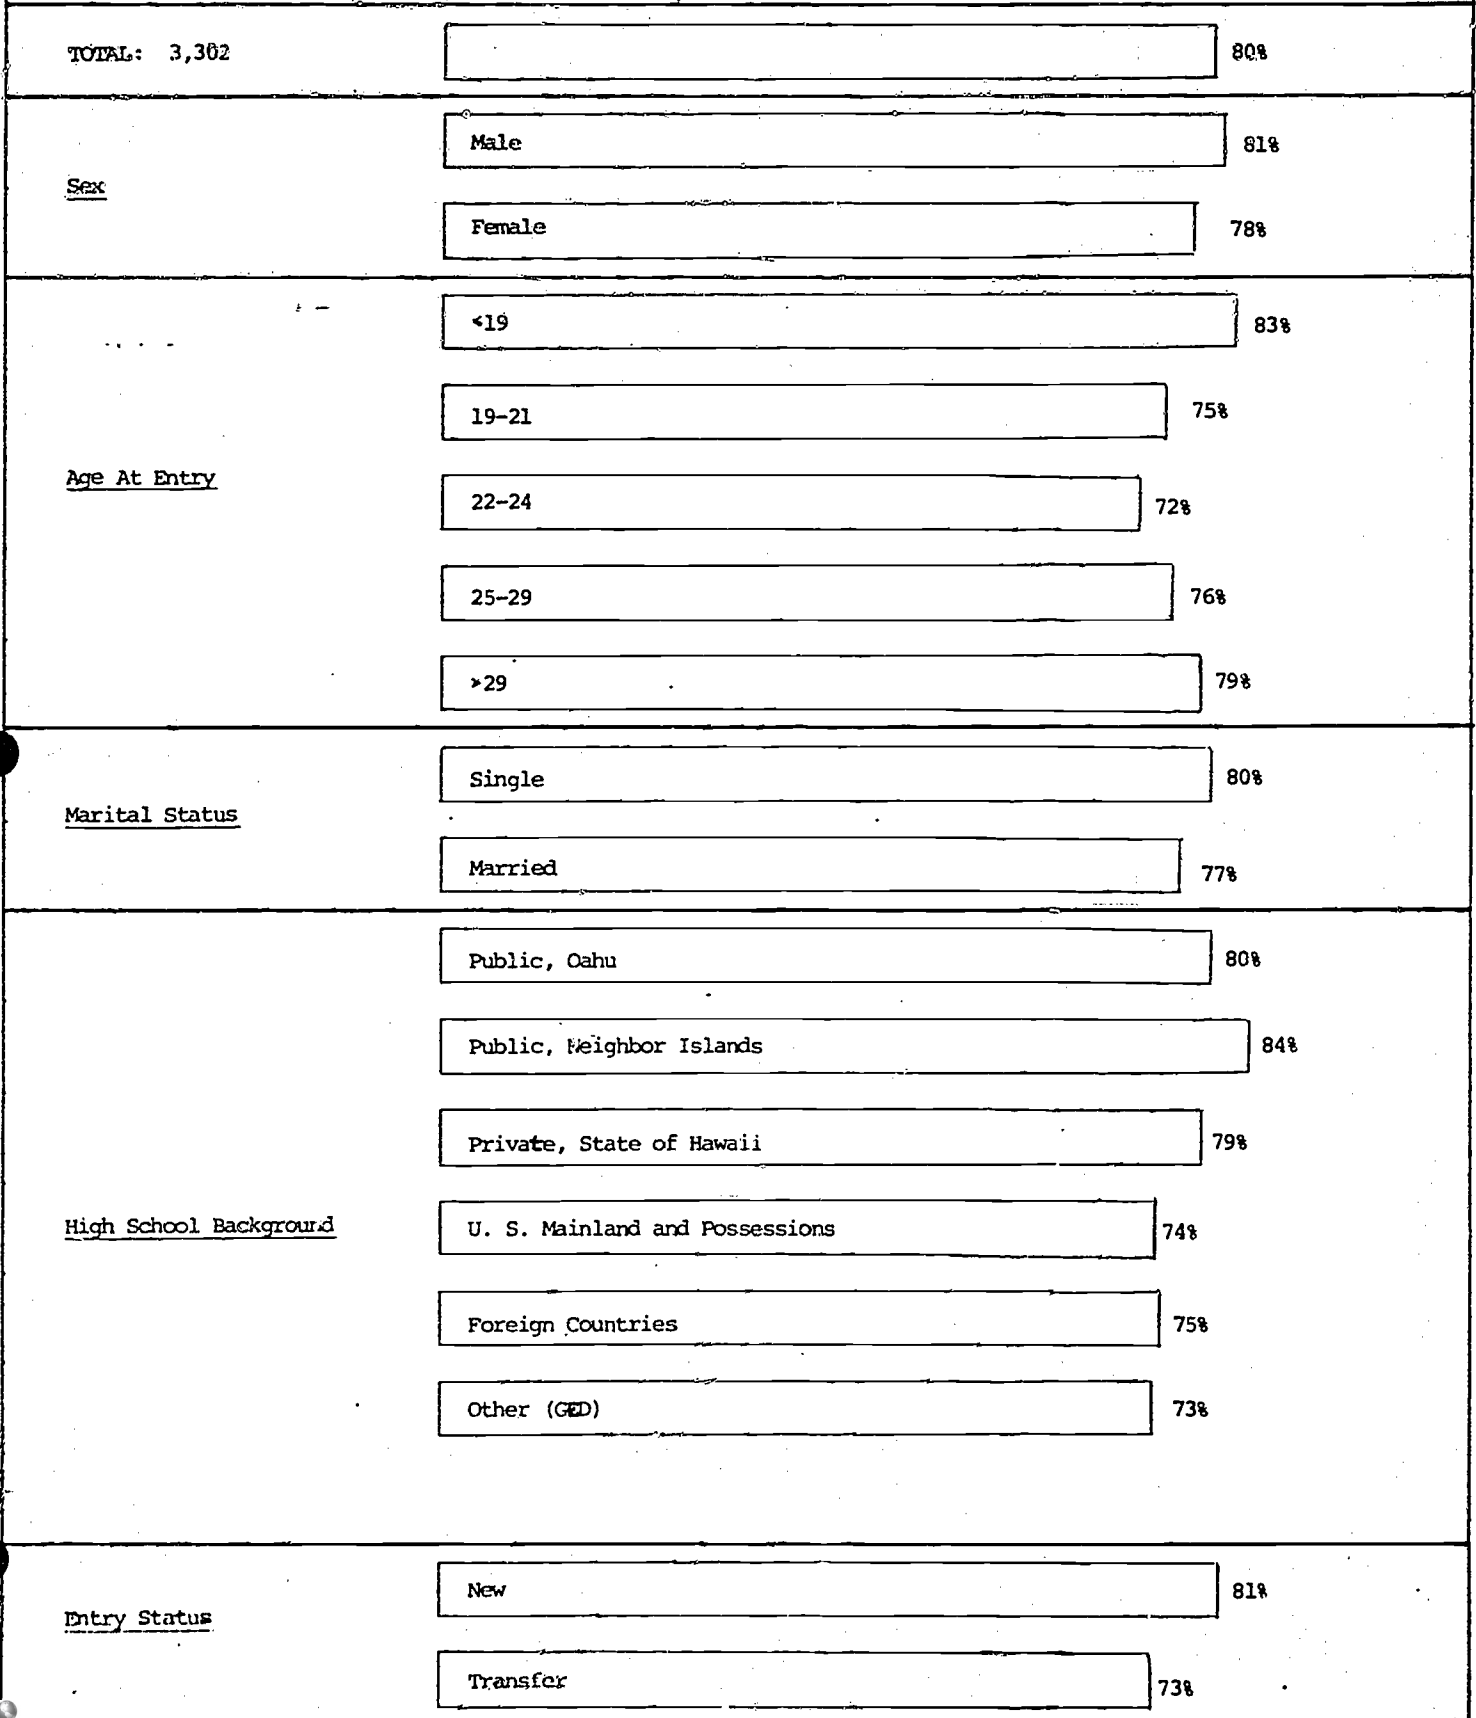 TOTAL: 3,302 80%
Male 81%
Sex
Female 78%
<19 83%
19-21 75%
Age At Entry
22-24 72%
25-29 76%
>29 79%
Single 80%
Marital Status
Married 77%
Public, Oahu 80%
Public, Neighbor Islands 84%
Private, State of Hawaii 79%
High School Background
U. S. Mainland and Possessions 74%
Foreign Countries 75%
Other (GED) 73%
New 81%
Entry Status
Transfer 73%